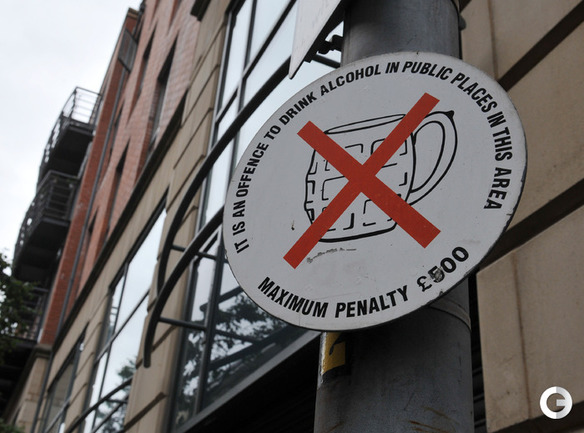 IT IS AN OFFENCE TO DRINK ALCOHOL IN PUBLIC PLACES IN THIS AREA
MAXIMUM PENALTY £500